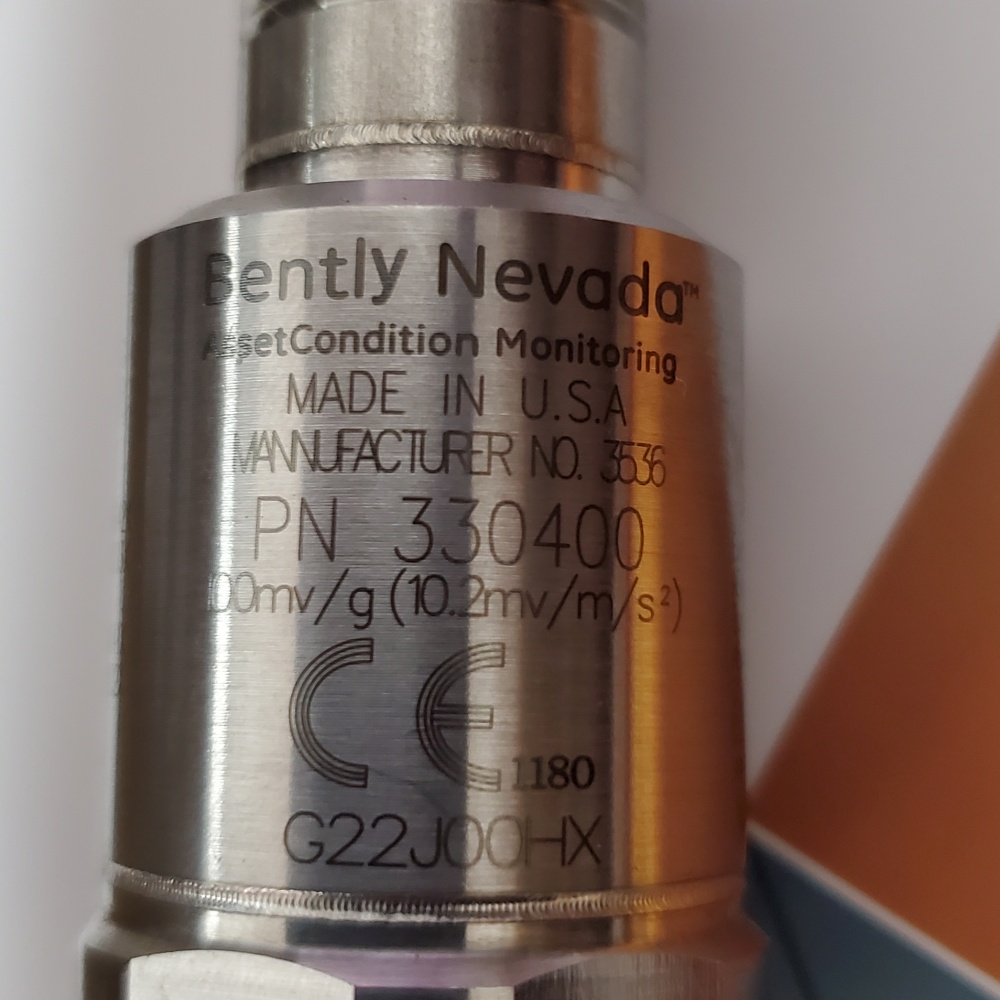 Bently Nevada™
AssetCondition Monitoring
MADE IN U.S.A
MANNUFACTURER NO. 3536
PN 330400
100mv/g (10.2mv/m/s²)
CE 1180
G22J00HX